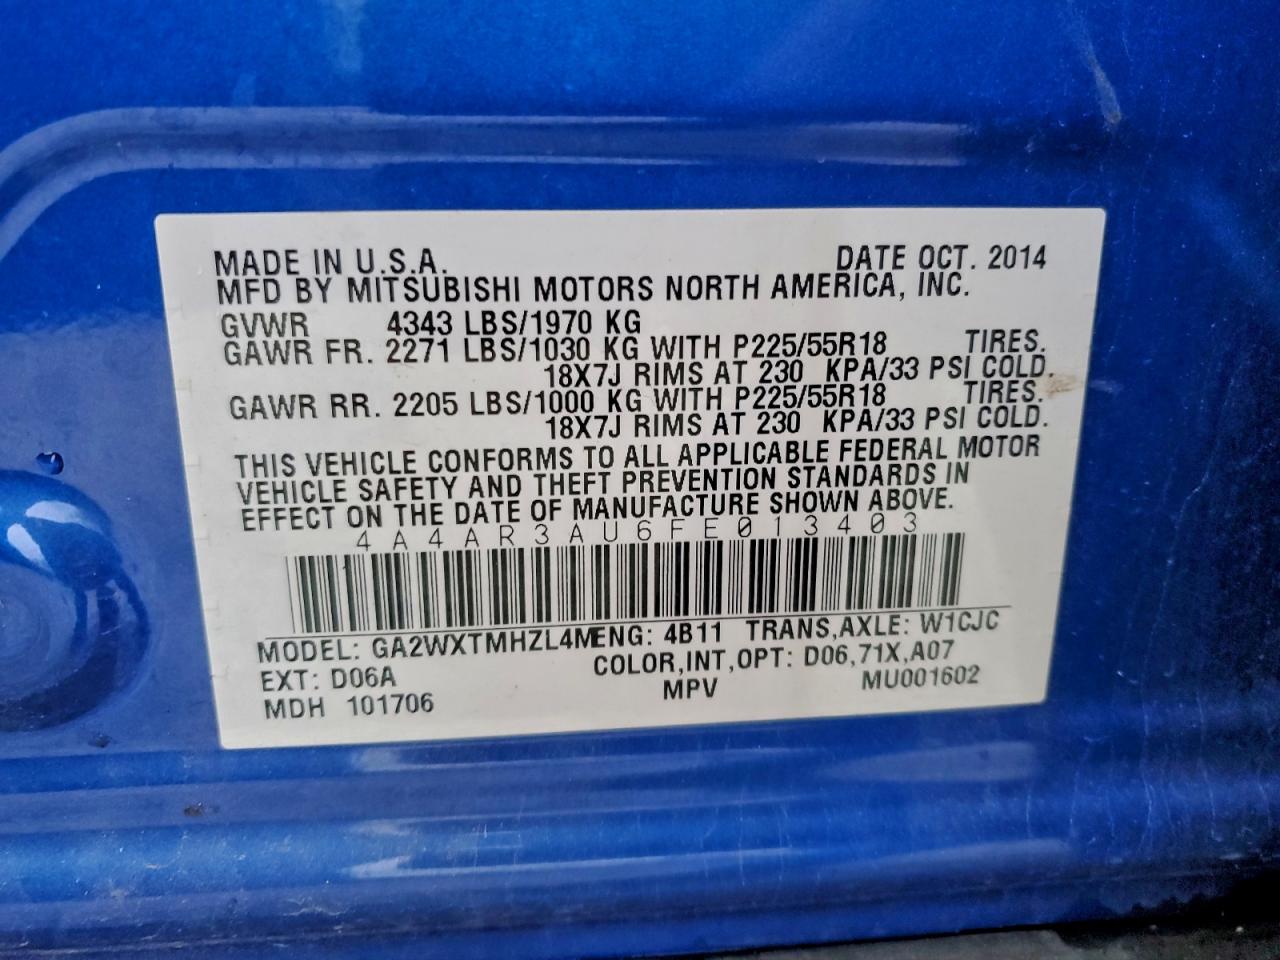 MADE IN U.S.A. DATE OCT. 2014
MFD BY MITSUBISHI MOTORS NORTH AMERICA, INC.
GVWR 4343 LBS/1970 KG
GAWR FR. 2271 LBS/1030 KG WITH P225/55R18 TIRES.
18X7J RIMS AT 230 KPA/33 PSI COLD.
GAWR RR. 2205 LBS/1000 KG WITH P225/55R18 TIRES.
18X7J RIMS AT 230 KPA/33 PSI COLD.
THIS VEHICLE CONFORMS TO ALL APPLICABLE FEDERAL MOTOR
VEHICLE SAFETY AND THEFT PREVENTION STANDARDS IN
EFFECT ON THE DATE OF MANUFACTURE SHOWN ABOVE.
4A4AR3AU6FE013403
MODEL: GA2WXTMHZL4M ENG: 4B11 TRANS,AXLE: W1CJC
EXT: D06A COLOR,INT,OPT: D06,71X,A07
MDH 101706 MPV MU001602